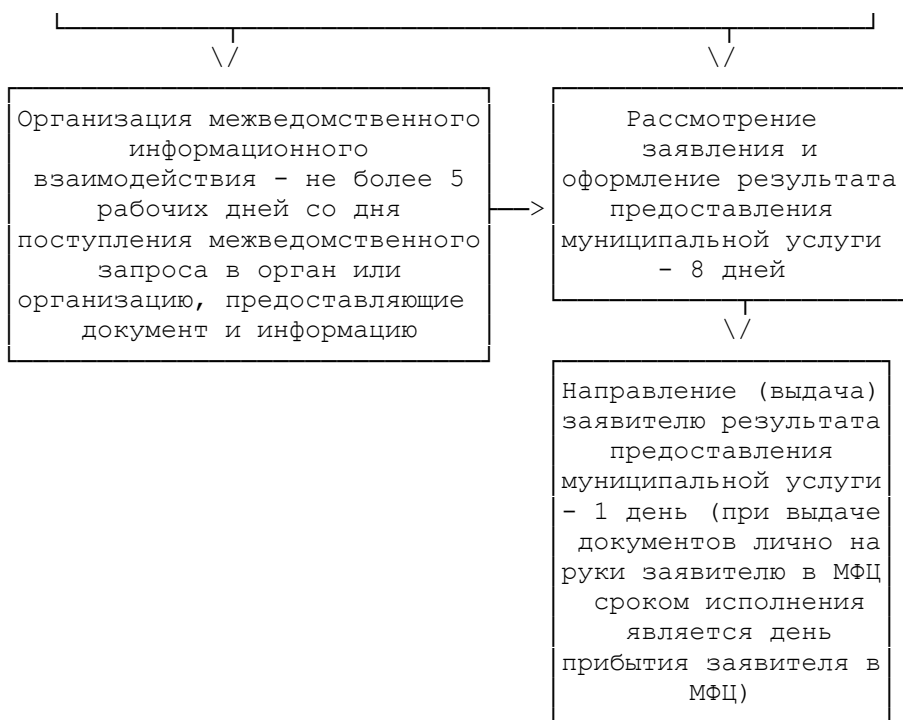 \/
\/
Организация межведомственного
информационного
взаимодействия - не более 5
рабочих дней со дня
поступления межведомственного
запроса в орган или
организацию, предоставляющие
документ и информацию
Рассмотрение
заявления и
оформление результата
предоставления
муниципальной услуги
- 8 дней
\/
Направление (выдача)
заявителю результата
предоставления
муниципальной услуги
- 1 день (при выдаче
документов лично на
руки заявителю в МФЦ
сроком исполнения
является день
прибытия заявителя в
МФЦ)